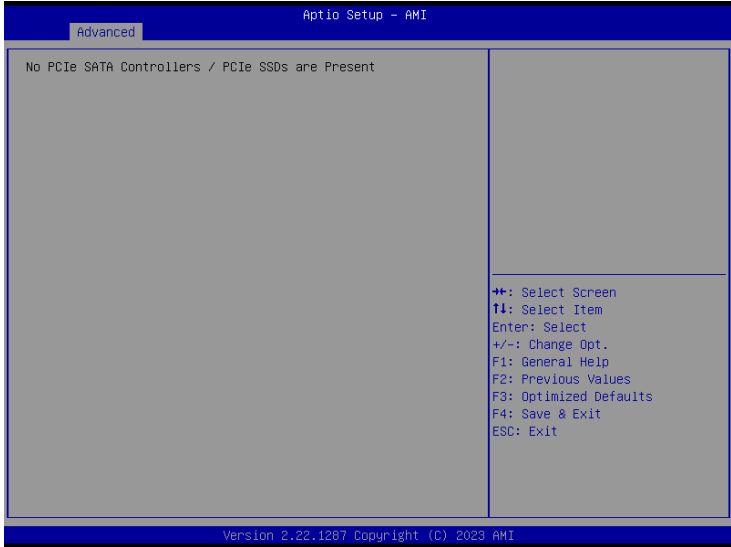 Aptio Setup – AMI
Advanced
No PCIe SATA Controllers / PCIe SSDs are Present
→←: Select Screen
↑↓: Select Item
Enter: Select
+/-: Change Opt.
F1: General Help
F2: Previous Values
F3: Optimized Defaults
F4: Save & Exit
ESC: Exit
Version 2.22.1287 Copyright (C) 2023 AMI